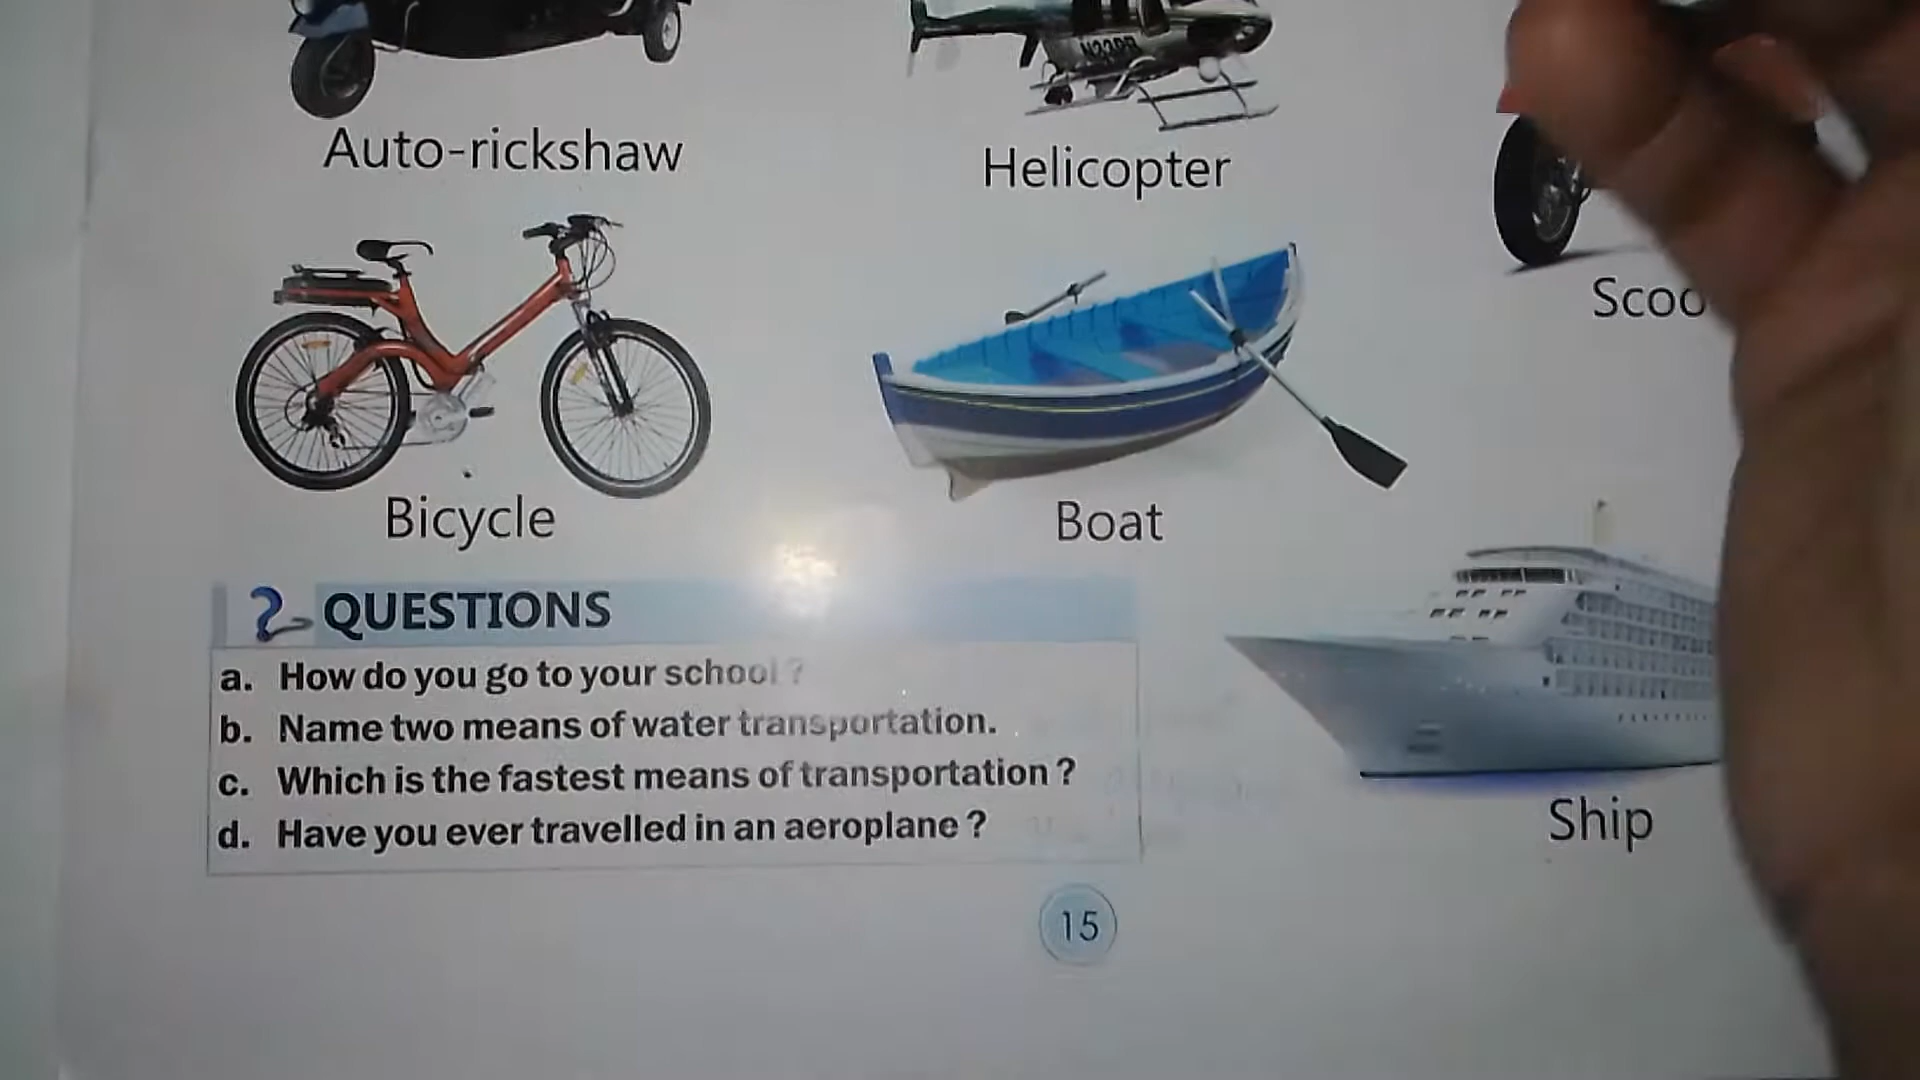 Auto-rickshaw
Helicopter
Scoo
Bicycle
Boat
QUESTIONS
a. How do you go to your school ?
b. Name two means of water transportation.
c. Which is the fastest means of transportation ?
d. Have you ever travelled in an aeroplane ?
Ship
15